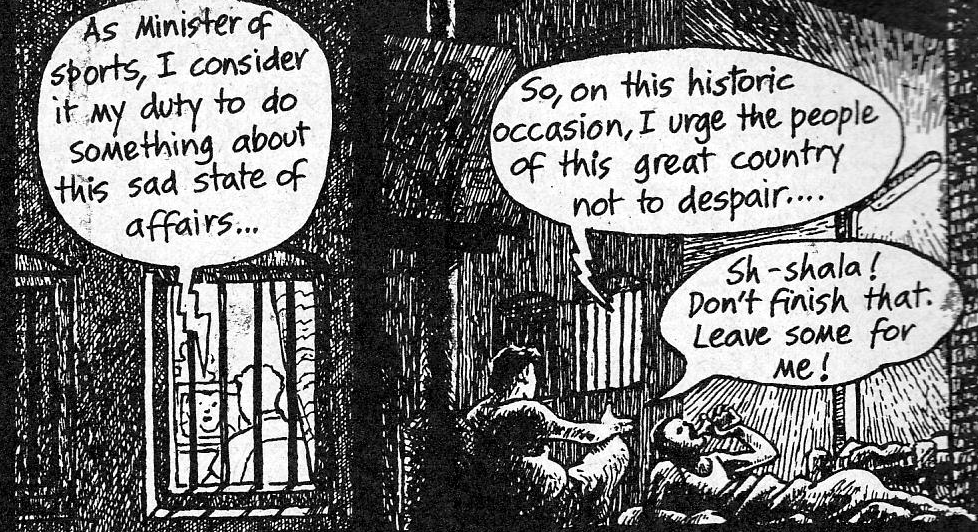 As Minister of
sports, I consider
it my duty to do
something about
this sad state of
affairs...
So, on this historic
occasion, I urge the people
of this great country
not to despair....
Sh-shala!
Don't finish that.
Leave some for
me!